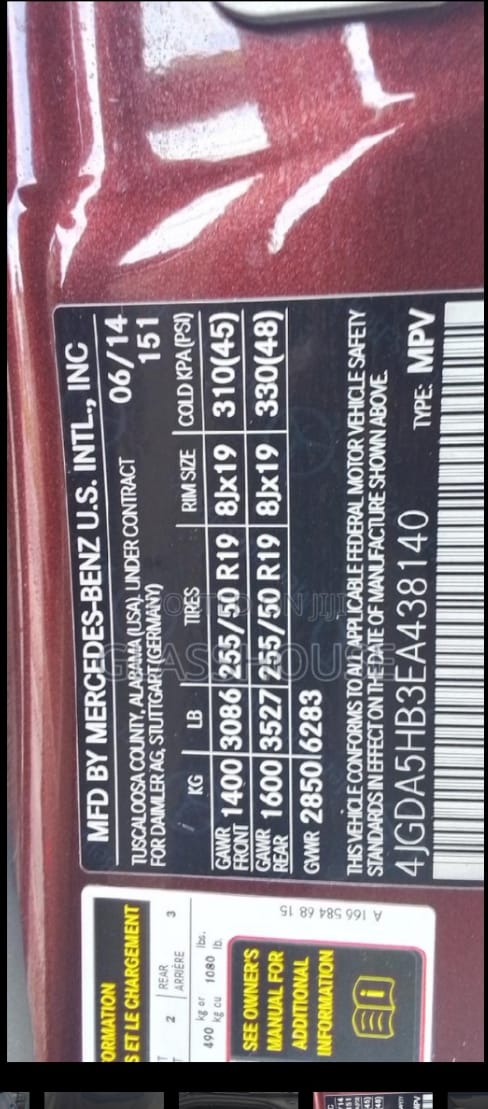 MFD BY MERCEDES-BENZ U.S. INTL., INC
TUSCALOOSA COUNTY, ALABAMA (USA), UNDER CONTRACT 06/14
FOR DAIMLER AG, STUTTGART (GERMANY) 151
KG LB TIRES RIM SIZE COLD KPA (PSI)
GAWR FRONT 1400 3086 255/50 R19 8Jx19 310(45)
GAWR REAR 1600 3527 255/50 R19 8Jx19 330(48)
GVWR 2850 6283
THIS VEHICLE CONFORMS TO ALL APPLICABLE FEDERAL MOTOR VEHICLE SAFETY
STANDARDS IN EFFECT ON THE DATE OF MANUFACTURE SHOWN ABOVE.
4JGDA5HB3EA438140 TYPE: MPV
ORMATION
S ET LE CHARGEMENT
2 REAR ARRIÈRE 3
490 kg or 1080 lbs.
kg ou lb.
SEE OWNER'S
MANUAL FOR
ADDITIONAL
INFORMATION
A 166 584 68 15
GLASSHOUSE